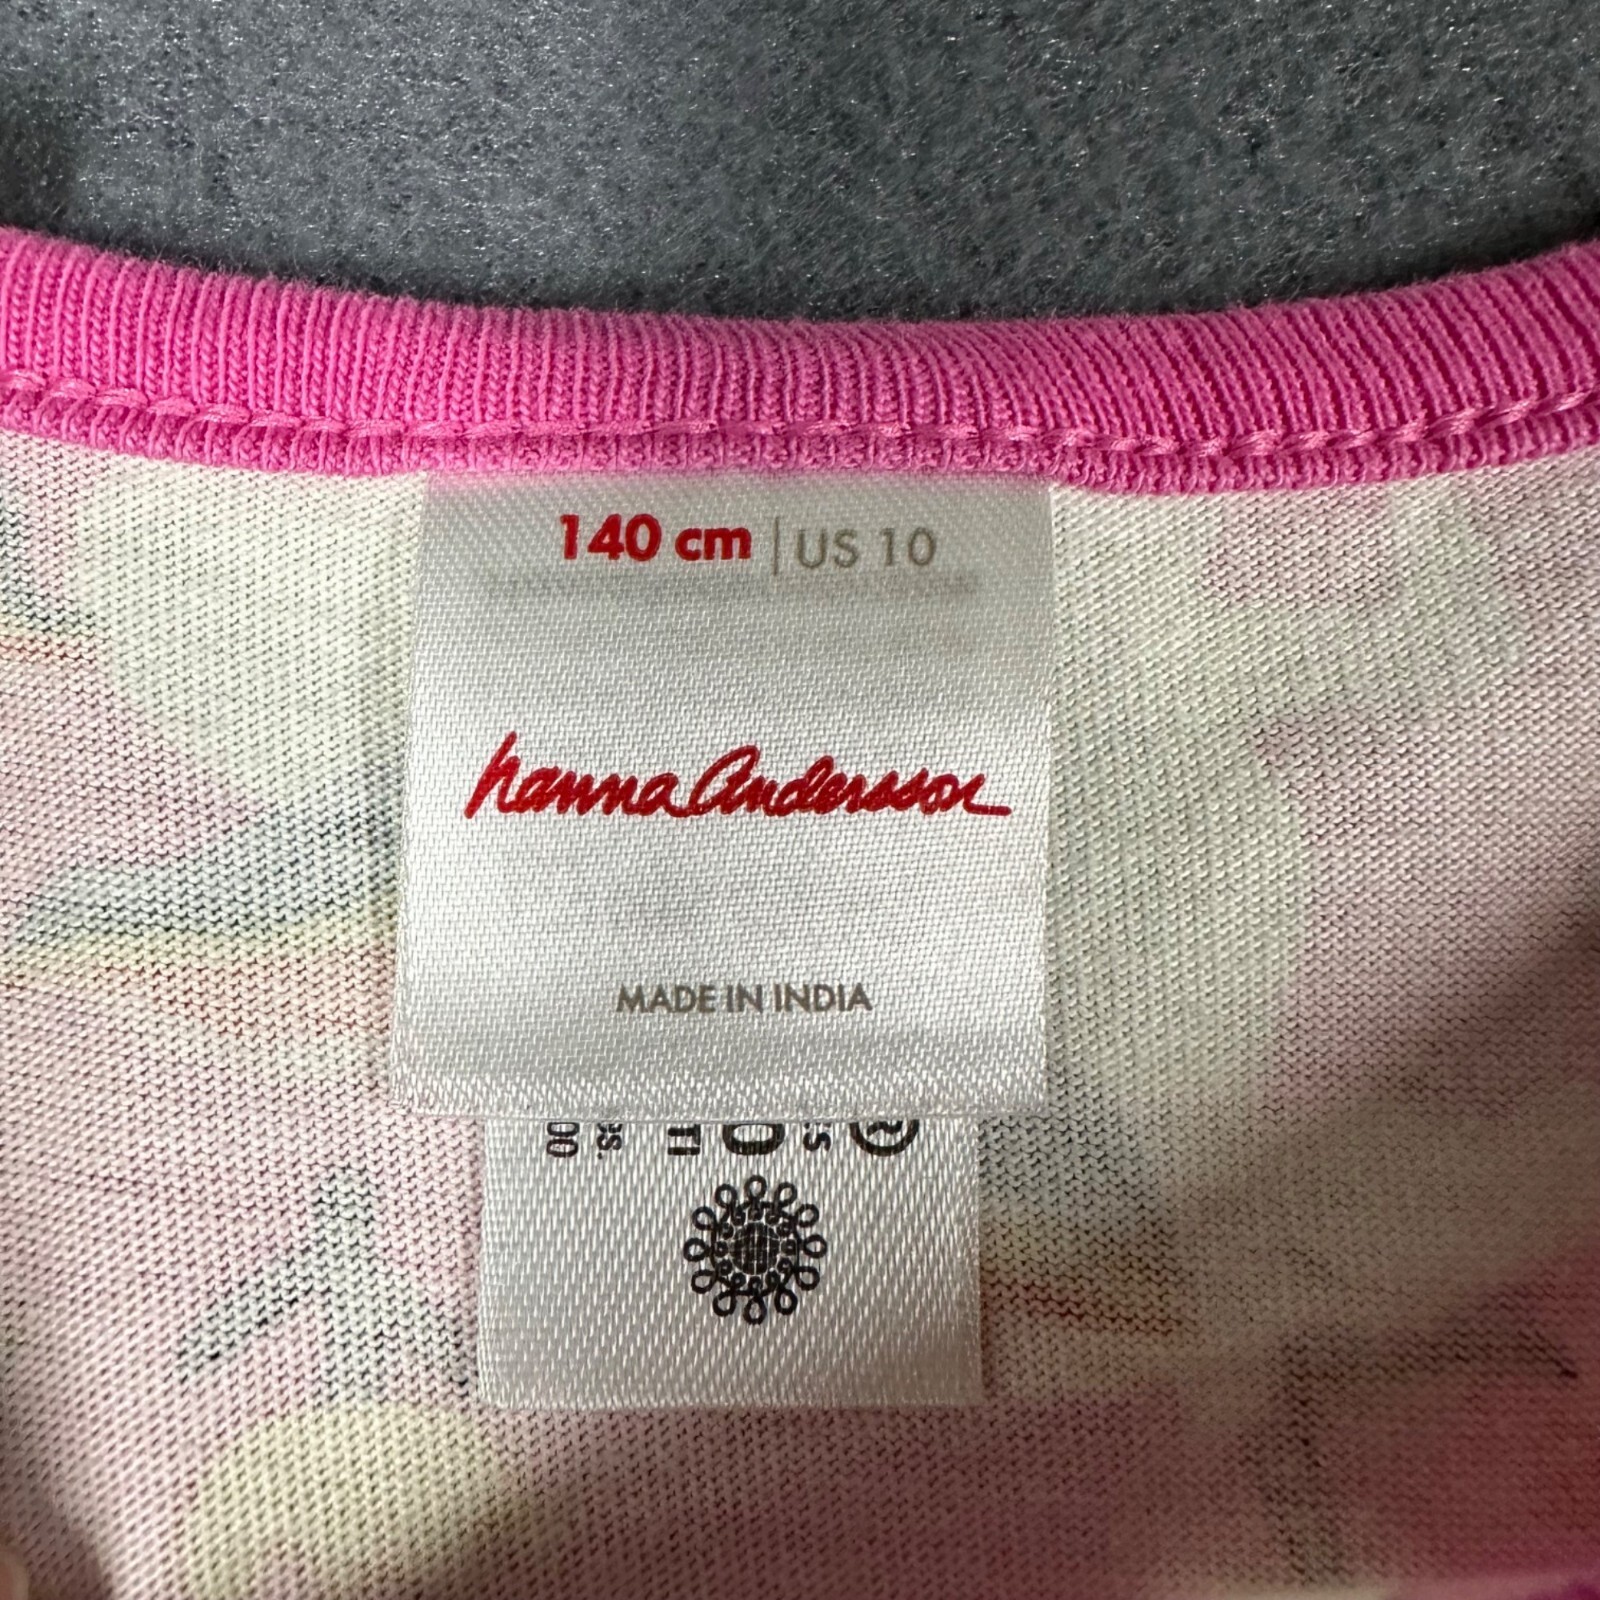 140 cm | US 10
hanna Andersson
MADE IN INDIA